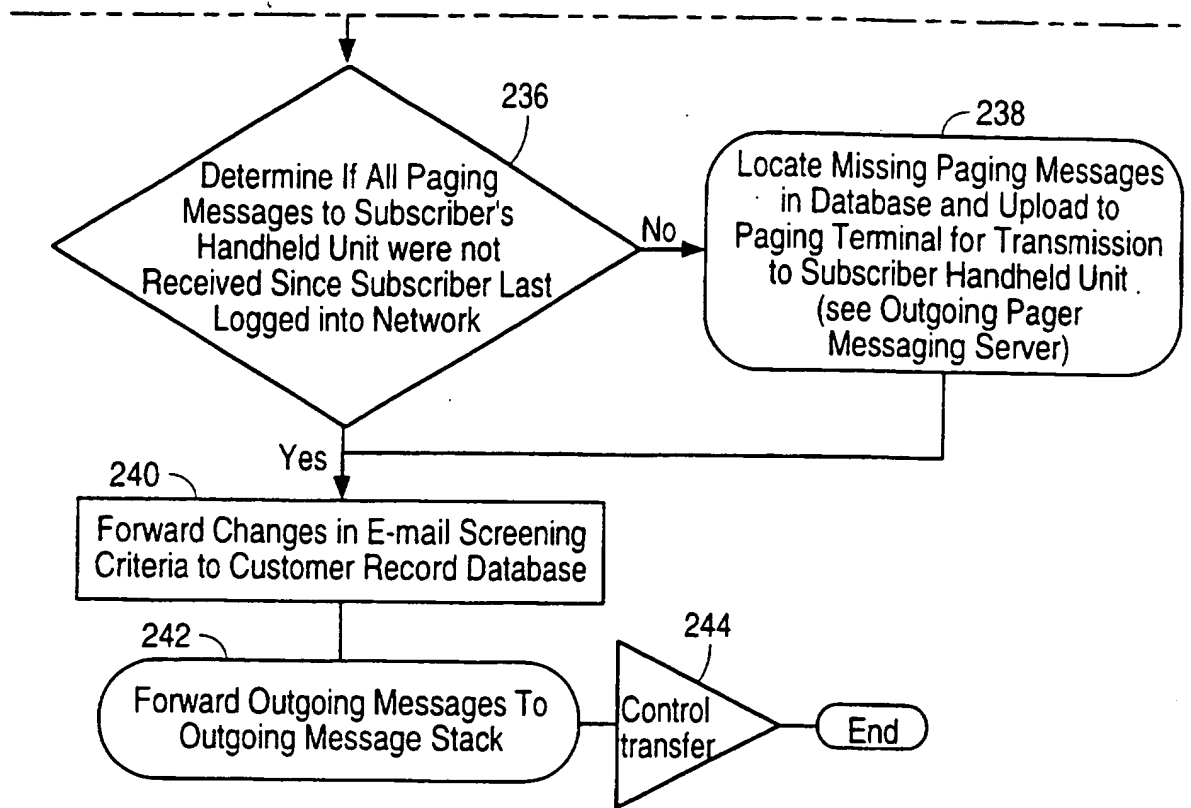 236
Determine If All Paging
Messages to Subscriber's
Handheld Unit were not
Received Since Subscriber Last
Logged into Network
No
238
Locate Missing Paging Messages
in Database and Upload to
Paging Terminal for Transmission
to Subscriber Handheld Unit
(see Outgoing Pager
Messaging Server)
Yes
240
Forward Changes in E-mail Screening
Criteria to Customer Record Database
242
Forward Outgoing Messages To
Outgoing Message Stack
244
Control
transfer
End